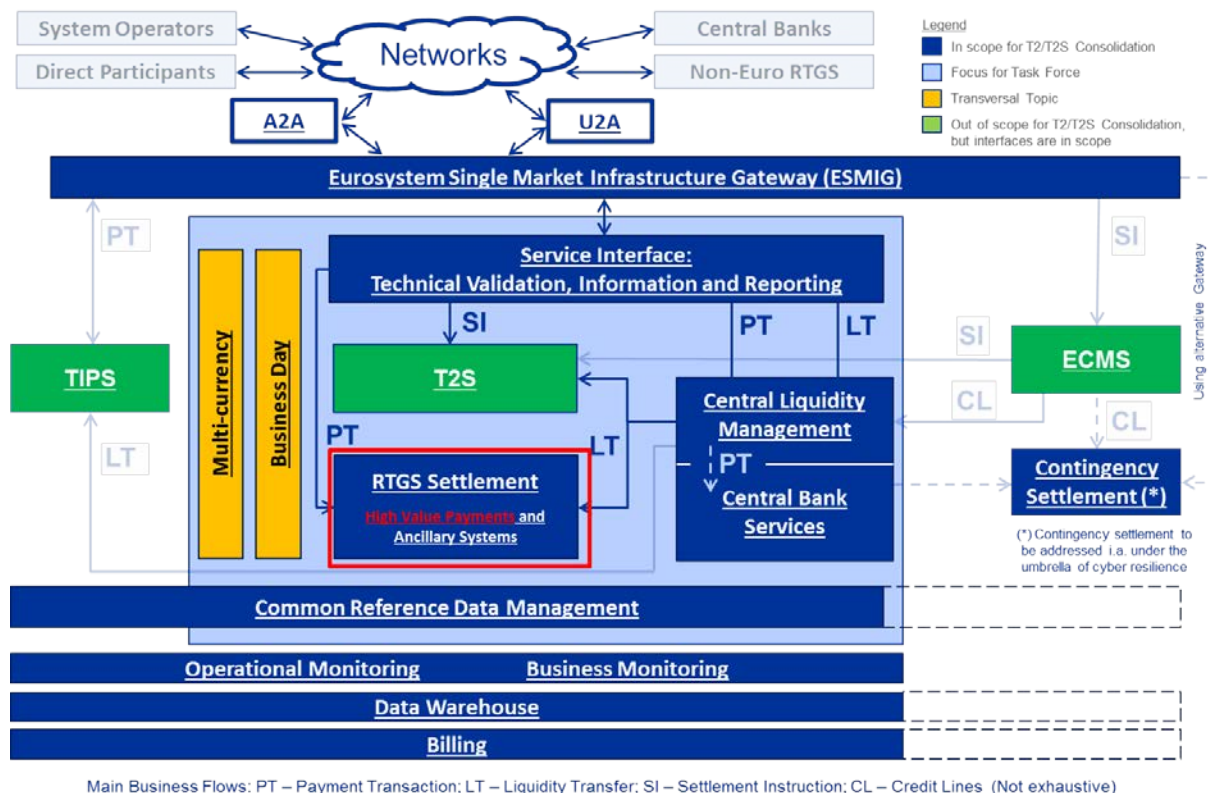 System Operators
Direct Participants
Networks
Central Banks
Non-Euro RTGS
Legend
In scope for T2/T2S Consolidation
Focus for Task Force
Transversal Topic
Out of scope for T2/T2S Consolidation,
but interfaces are in scope
A2A
U2A
Eurosystem Single Market Infrastructure Gateway (ESMIG)
PT
SI
Service Interface:
Technical Validation, Information and Reporting
Using alternative Gateway
Multi-currency
Business Day
SI
PT
LT
SI
TIPS
T2S
ECMS
Central Liquidity
Management
CL
CL
PT
LT
LT
PT
RTGS Settlement
High Value Payments and
Ancillary Systems
Central Bank
Services
Contingency
Settlement (*)
(*) Contingency settlement to
be addressed i.a. under the
umbrella of cyber resilience
Common Reference Data Management
Operational Monitoring
Business Monitoring
Data Warehouse
Billing
Main Business Flows: PT – Payment Transaction; LT – Liquidity Transfer; SI – Settlement Instruction; CL – Credit Lines (Not exhaustive)